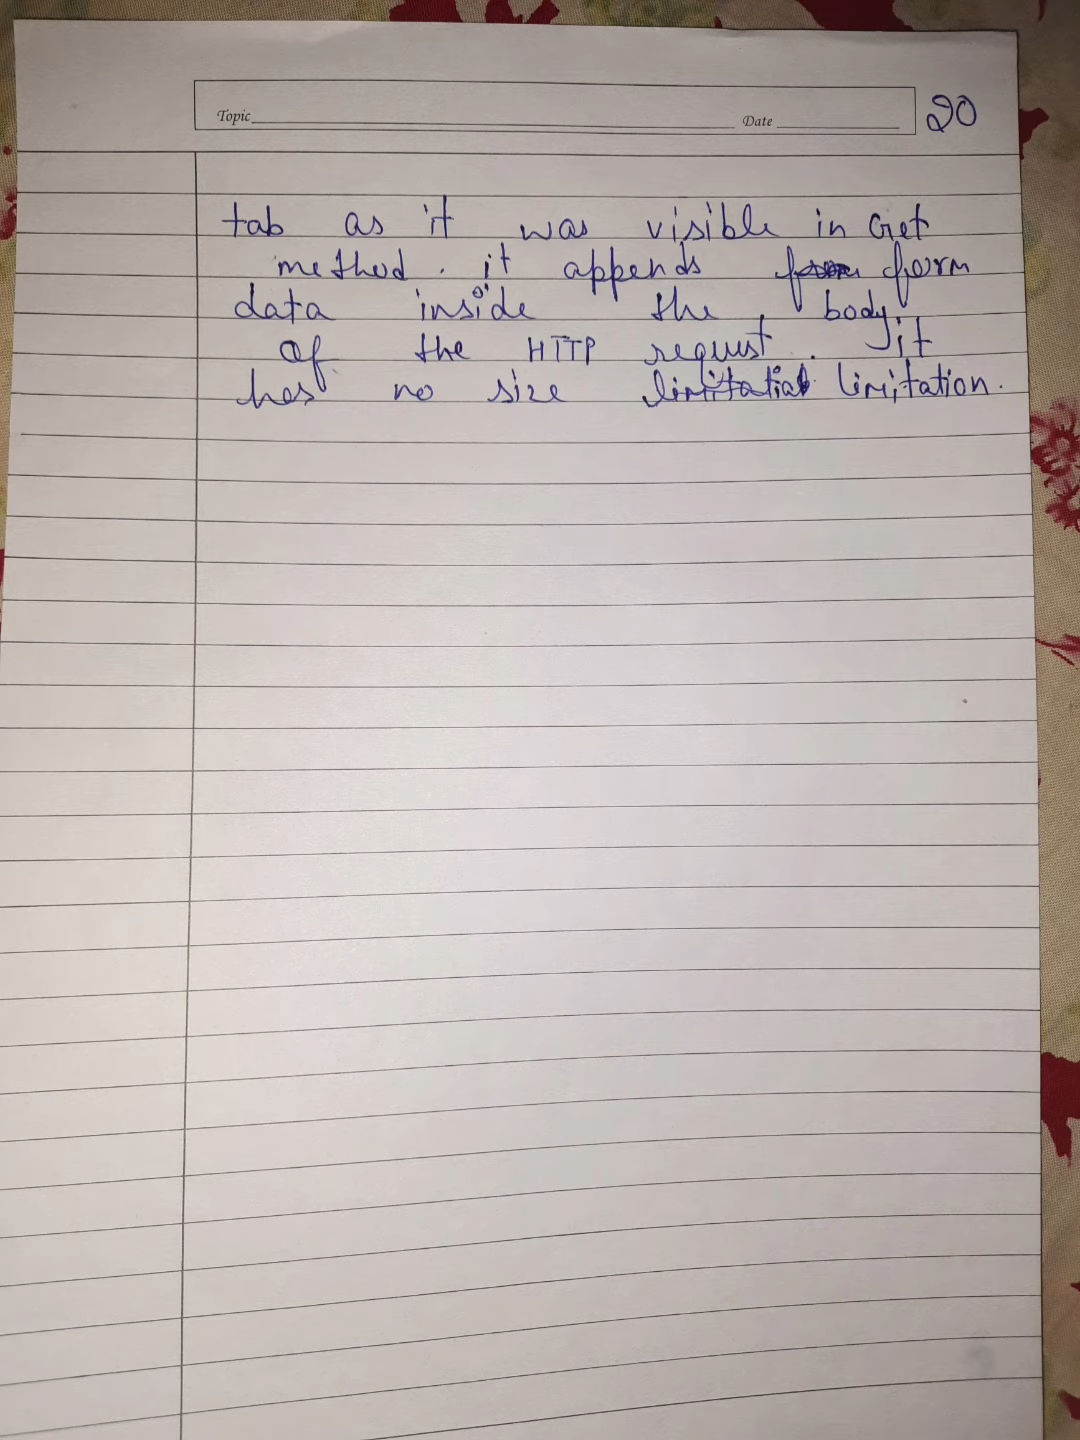 Topic Date 20
tab as it was visible in Get
method. it appends form
data inside the body
of the HTTP request. it
has no size limitation.